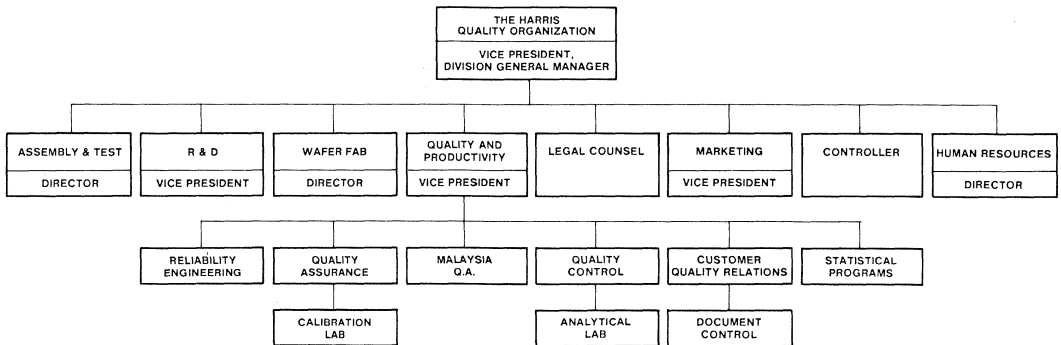 THE HARRIS
QUALITY ORGANIZATION
VICE PRESIDENT,
DIVISION GENERAL MANAGER
ASSEMBLY & TEST
DIRECTOR
R & D
VICE PRESIDENT
WAFER FAB
DIRECTOR
QUALITY AND
PRODUCTIVITY
VICE PRESIDENT
LEGAL COUNSEL
MARKETING
VICE PRESIDENT
CONTROLLER
HUMAN RESOURCES
DIRECTOR
RELIABILITY
ENGINEERING
QUALITY
ASSURANCE
MALAYSIA
Q.A.
QUALITY
CONTROL
CUSTOMER
QUALITY RELATIONS
STATISTICAL
PROGRAMS
CALIBRATION
LAB
ANALYTICAL
LAB
DOCUMENT
CONTROL